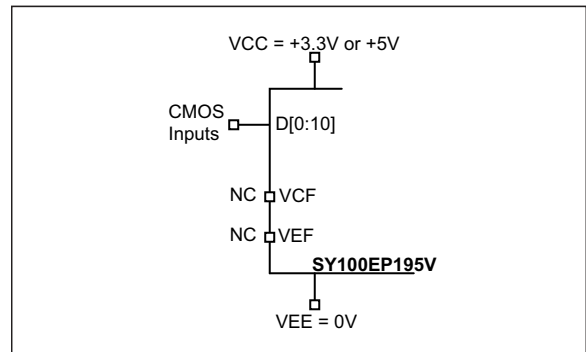 VCC = +3.3V or +5V
CMOS
Inputs
D[0:10]
NC VCF
NC VEF
SY100EP195V
VEE = 0V